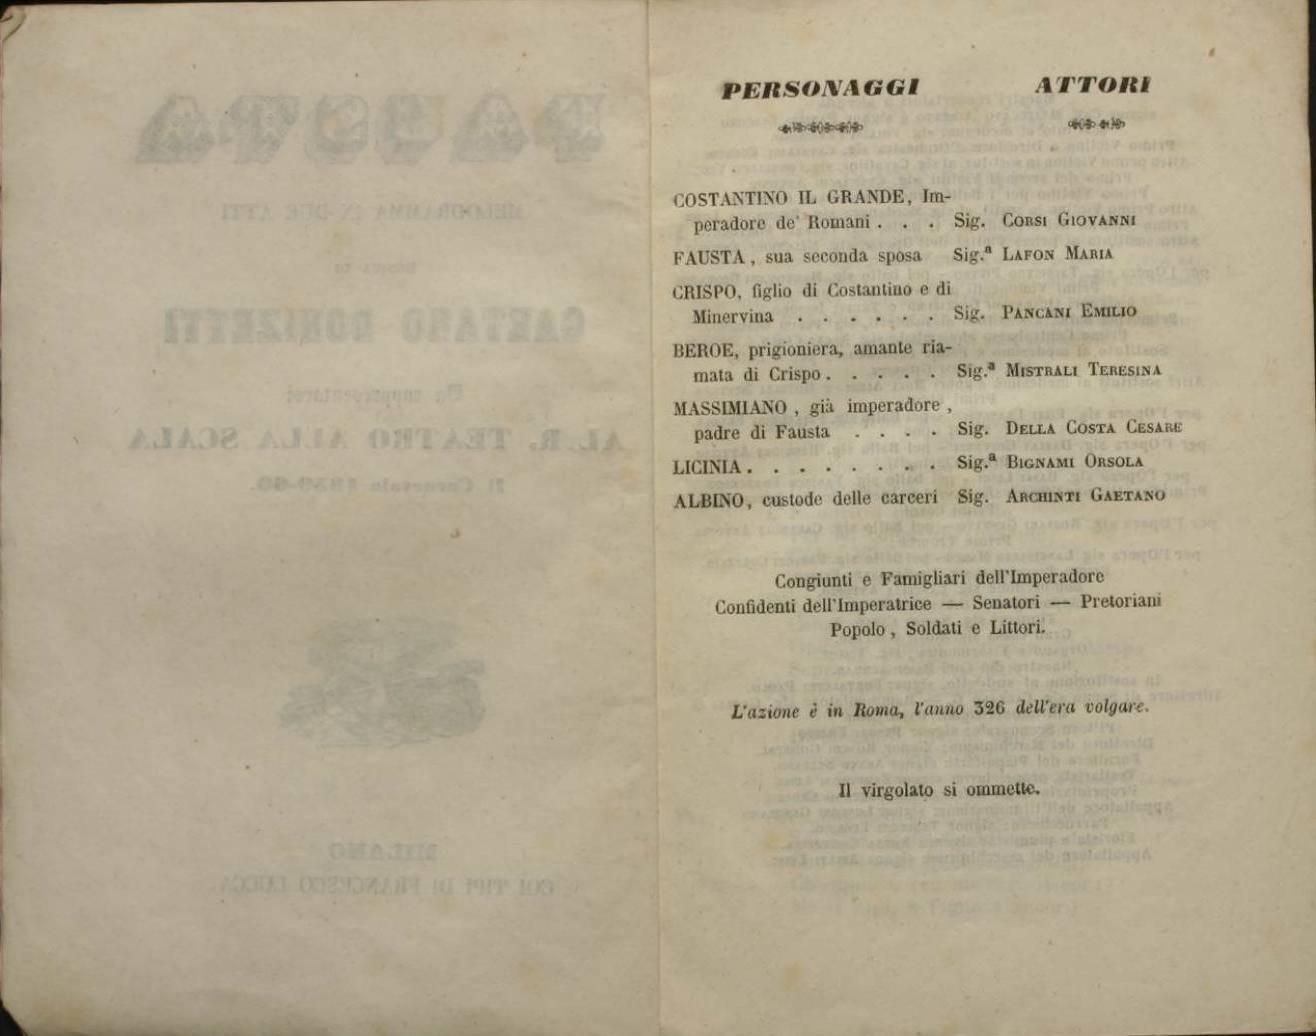 PERSONAGGI ATTORI
COSTANTINO IL GRANDE, Im-
peradore de' Romani . . . Sig. CORSI GIOVANNI
FAUSTA, sua seconda sposa Sig.ª LAFON MARIA
CRISPO, figlio di Costantino e di
Minervina . . . . . . Sig. PANCANI EMILIO
BEROE, prigioniera, amante ria-
mata di Crispo . . . . . Sig.ª MISTRALI TERESINA
MASSIMIANO, già imperadore,
padre di Fausta . . . . Sig. DELLA COSTA CESARE
LICINIA . . . . . . . . Sig.ª BIGNAMI ORSOLA
ALBINO, custode delle carceri Sig. ARCHINTI GAETANO
Congiunti e Famigliari dell'Imperadore
Confidenti dell'Imperatrice — Senatori — Pretoriani
Popolo, Soldati e Littori.
L'azione è in Roma, l'anno 326 dell'era volgare.
Il virgolato si ommette.